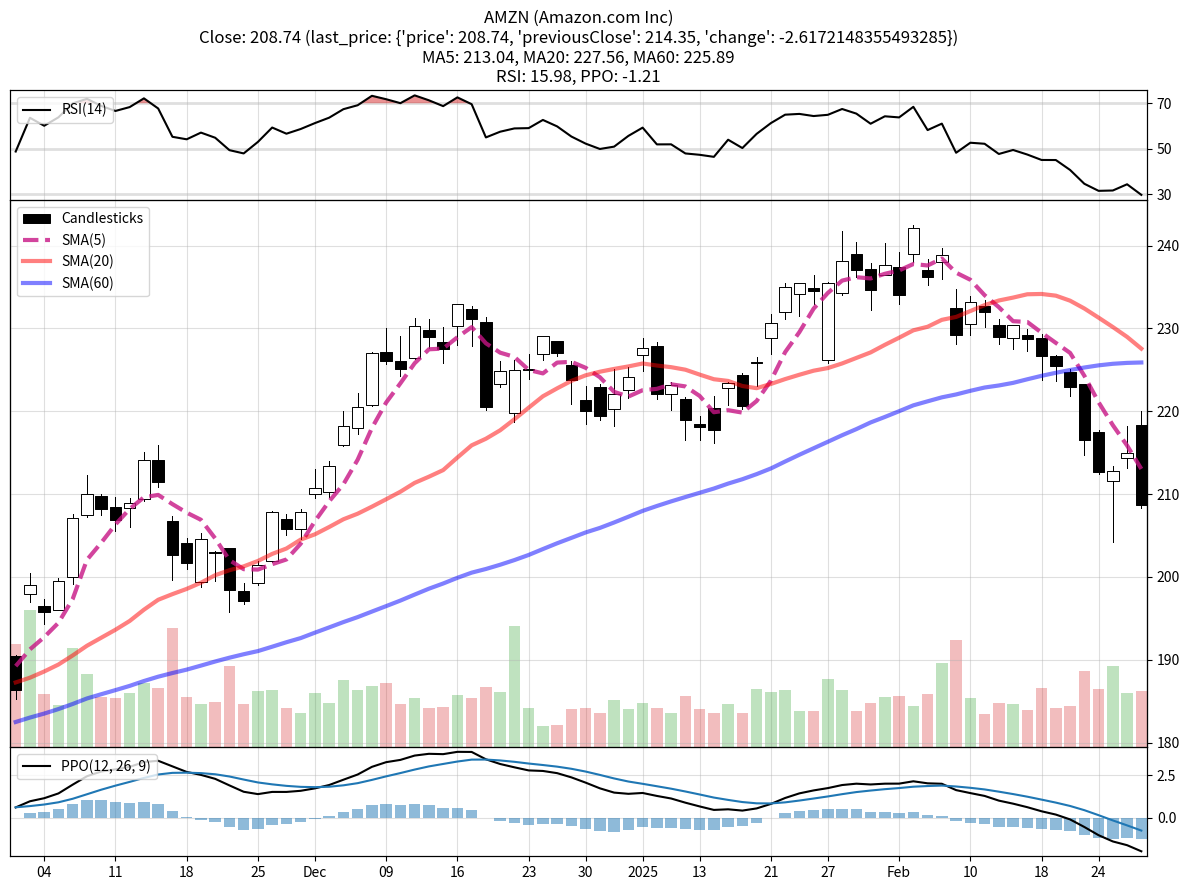 AMZN (Amazon.com Inc)
Close: 208.74 (last_price: {'price': 208.74, 'previousClose': 214.35, 'change': -2.6172148355493285})
MA5: 213.04, MA20: 227.56, MA60: 225.89
RSI: 15.98, PPO: -1.21
RSI(14)
70
50
30
Candlesticks
SMA(5)
SMA(20)
SMA(60)
240
230
220
210
200
190
180
PPO(12, 26, 9)
2.5
0.0
04 11 18 25 Dec 09 16 23 30 2025 13 21 27 Feb 10 18 24